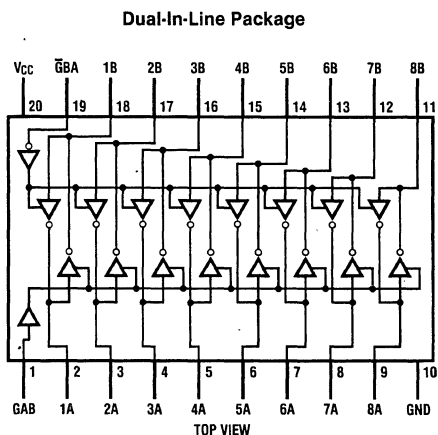 Dual-In-Line Package
VCC G̅BA 1B 2B 3B 4B 5B 6B 7B 8B
20 19 18 17 16 15 14 13 12 11
1 2 3 4 5 6 7 8 9 10
GAB 1A 2A 3A 4A 5A 6A 7A 8A GND
TOP VIEW